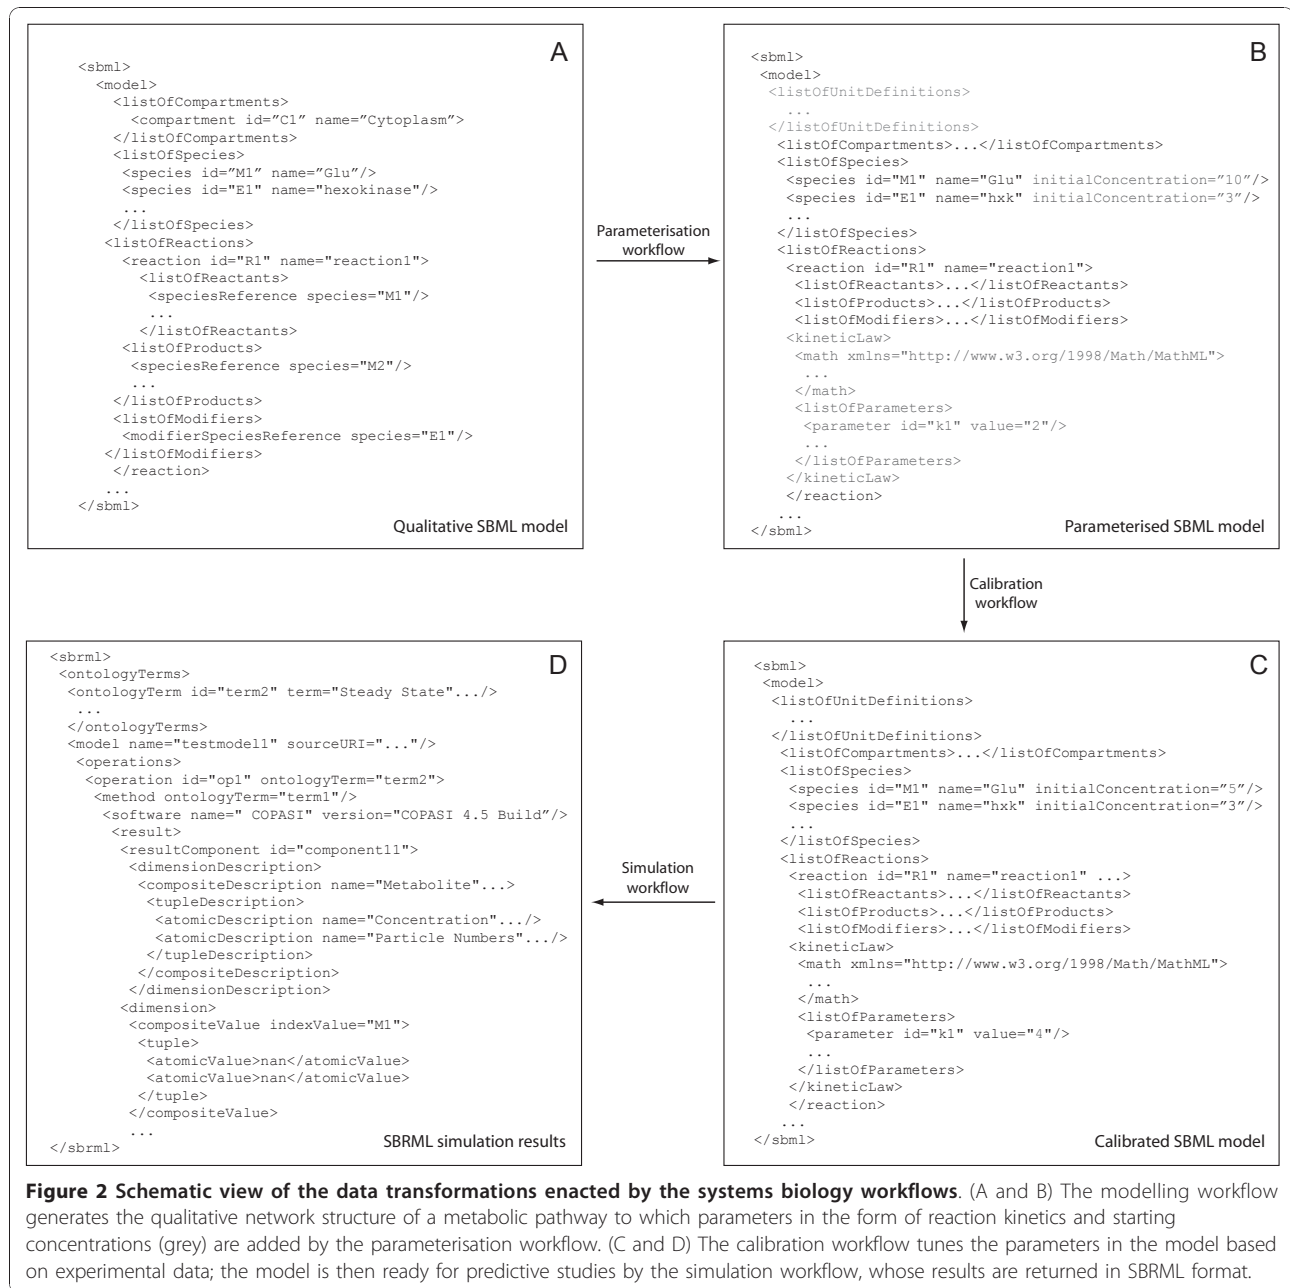 A
<sbml>
<model>
<listOfCompartments>
<compartment id=”C1” name=”Cytoplasm”>
</listOfCompartments>
<listOfSpecies>
<species id=”M1” name=”Glu”/>
<species id="E1" name="hexokinase"/>
...
</listOfSpecies>
<listOfReactions>
<reaction id="R1" name="reaction1">
<listOfReactants>
<speciesReference species="M1"/>
...
</listOfReactants>
<listOfProducts>
<speciesReference species="M2"/>
...
</listOfProducts>
<listOfModifiers>
<modifierSpeciesReference species="E1"/>
</listOfModifiers>
</reaction>
...
</sbml>
Qualitative SBML model
Parameterisation
workflow
B
<sbml>
<model>
<listOfUnitDefinitions>
...
</listOfUnitDefinitions>
<listOfCompartments>...</listOfCompartments>
<listOfSpecies>
<species id="M1" name="Glu" initialConcentration=”10”/>
<species id="E1" name="hxk" initialConcentration=”3”/>
...
</listOfSpecies>
<listOfReactions>
<reaction id="R1" name="reaction1">
<listOfReactants>...</listOfReactants>
<listOfProducts>...</listOfProducts>
<listOfModifiers>...</listOfModifiers>
<kineticLaw>
<math xmlns="http://www.w3.org/1998/Math/MathML">
...
</math>
<listOfParameters>
<parameter id="k1" value="2"/>
...
</listOfParameters>
</kineticLaw>
</reaction>
...
</sbml>
Parameterised SBML model
Calibration
workflow
C
<sbml>
<model>
<listOfUnitDefinitions>
...
</listOfUnitDefinitions>
<listOfCompartments>...</listOfCompartments>
<listOfSpecies>
<species id="M1" name="Glu" initialConcentration=”5”/>
<species id="E1" name="hxk" initialConcentration=”3”/>
...
</listOfSpecies>
<listOfReactions>
<reaction id="R1" name="reaction1" ...>
<listOfReactants>...</listOfReactants>
<listOfProducts>...</listOfProducts>
<listOfModifiers>...</listOfModifiers>
<kineticLaw>
<math xmlns="http://www.w3.org/1998/Math/MathML">
...
</math>
<listOfParameters>
<parameter id="k1" value="4"/>
...
</listOfParameters>
</kineticLaw>
</reaction>
...
</sbml>
Calibrated SBML model
Simulation
workflow
D
<sbrml>
<ontologyTerms>
<ontologyTerm id="term2" term="Steady State".../>
...
</ontologyTerms>
<model name="testmodel1" sourceURI="..."/>
<operations>
<operation id="op1" ontologyTerm="term2">
<method ontologyTerm="term1"/>
<software name=" COPASI" version="COPASI 4.5 Build”/>
<result>
<resultComponent id="component11">
<dimensionDescription>
<compositeDescription name="Metabolite"...>
<tupleDescription>
<atomicDescription name="Concentration".../>
<atomicDescription name="Particle Numbers".../>
</tupleDescription>
</compositeDescription>
</dimensionDescription>
<dimension>
<compositeValue indexValue="M1">
<tuple>
<atomicValue>nan</atomicValue>
<atomicValue>nan</atomicValue>
</tuple>
</compositeValue>
...
</sbrml>
SBRML simulation results
Figure 2 Schematic view of the data transformations enacted by the systems biology workflows. (A and B) The modelling workflow
generates the qualitative network structure of a metabolic pathway to which parameters in the form of reaction kinetics and starting
concentrations (grey) are added by the parameterisation workflow. (C and D) The calibration workflow tunes the parameters in the model based
on experimental data; the model is then ready for predictive studies by the simulation workflow, whose results are returned in SBRML format.